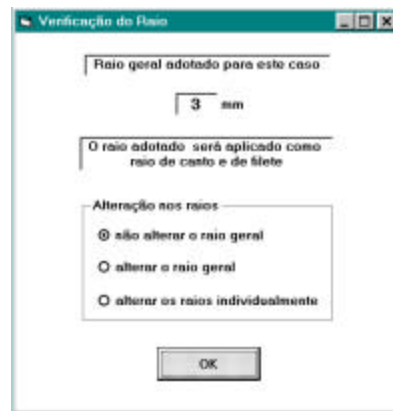 Verificação do Raio
Raio geral adotado para este caso
3 mm
O raio adotado será aplicado como
raio de canto e de filete
Alteração nos raios
não alterar o raio geral
alterar o raio geral
alterar os raios individualmente
OK